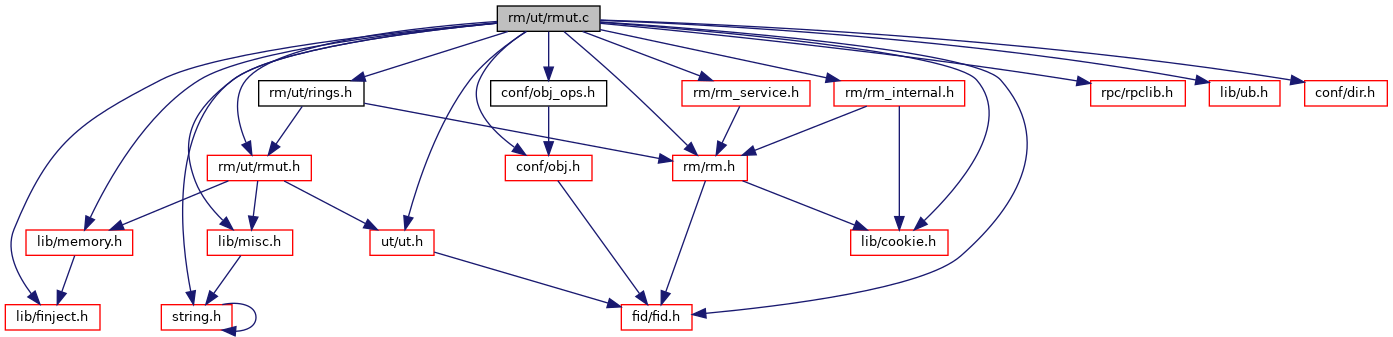 rm/ut/rmut.c
rm/ut/rings.h
conf/obj_ops.h
rm/rm_service.h
rm/rm_internal.h
rpc/rpclib.h
lib/ub.h
conf/dir.h
rm/ut/rmut.h
conf/obj.h
rm/rm.h
lib/memory.h
lib/misc.h
ut/ut.h
lib/cookie.h
lib/finject.h
string.h
fid/fid.h